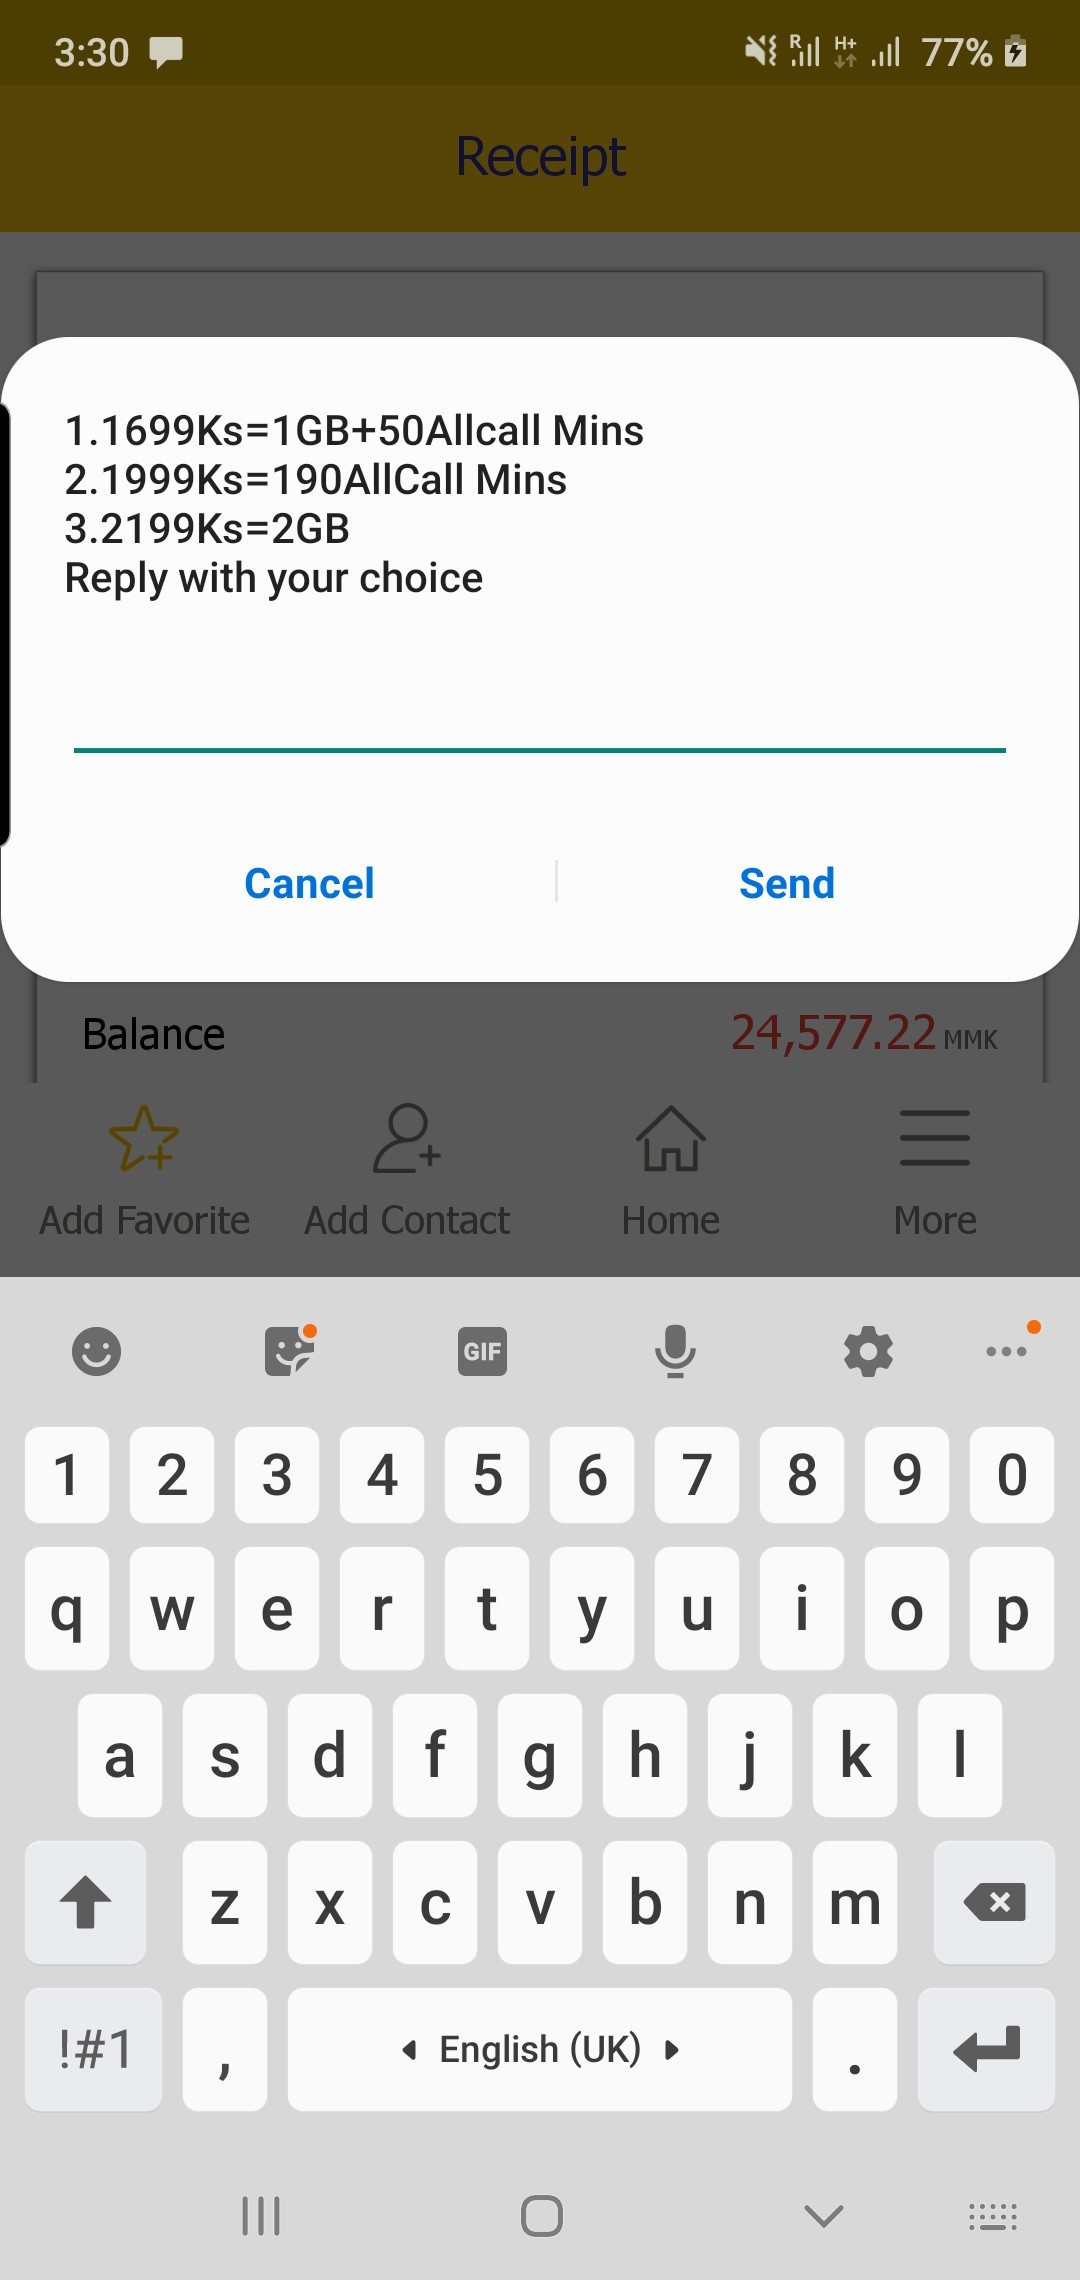 3:30
R H+ 77%
Receipt
1.1699Ks=1GB+50Allcall Mins
2.1999Ks=190AllCall Mins
3.2199Ks=2GB
Reply with your choice
Cancel Send
Balance 24,577.22 MMK
Add Favorite Add Contact Home More
GIF
1 2 3 4 5 6 7 8 9 0
q w e r t y u i o p
a s d f g h j k l
z x c v b n m
!#1 , English (UK) .